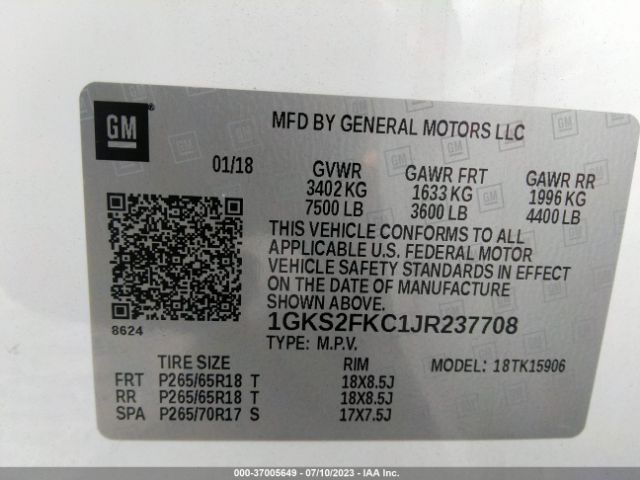 GM
MFD BY GENERAL MOTORS LLC
01/18 GVWR GAWR FRT GAWR RR
3402 KG 1633 KG 1996 KG
7500 LB 3600 LB 4400 LB
THIS VEHICLE CONFORMS TO ALL
APPLICABLE U.S. FEDERAL MOTOR
VEHICLE SAFETY STANDARDS IN EFFECT
ON THE DATE OF MANUFACTURE
SHOWN ABOVE.
8624
1GKS2FKC1JR237708
TYPE: M.P.V. MODEL: 18TK15906
TIRE SIZE RIM
FRT P265/65R18 T 18X8.5J
RR P265/65R18 T 18X8.5J
SPA P265/70R17 S 17X7.5J
000-37005649 - 07/10/2023 - IAA Inc.